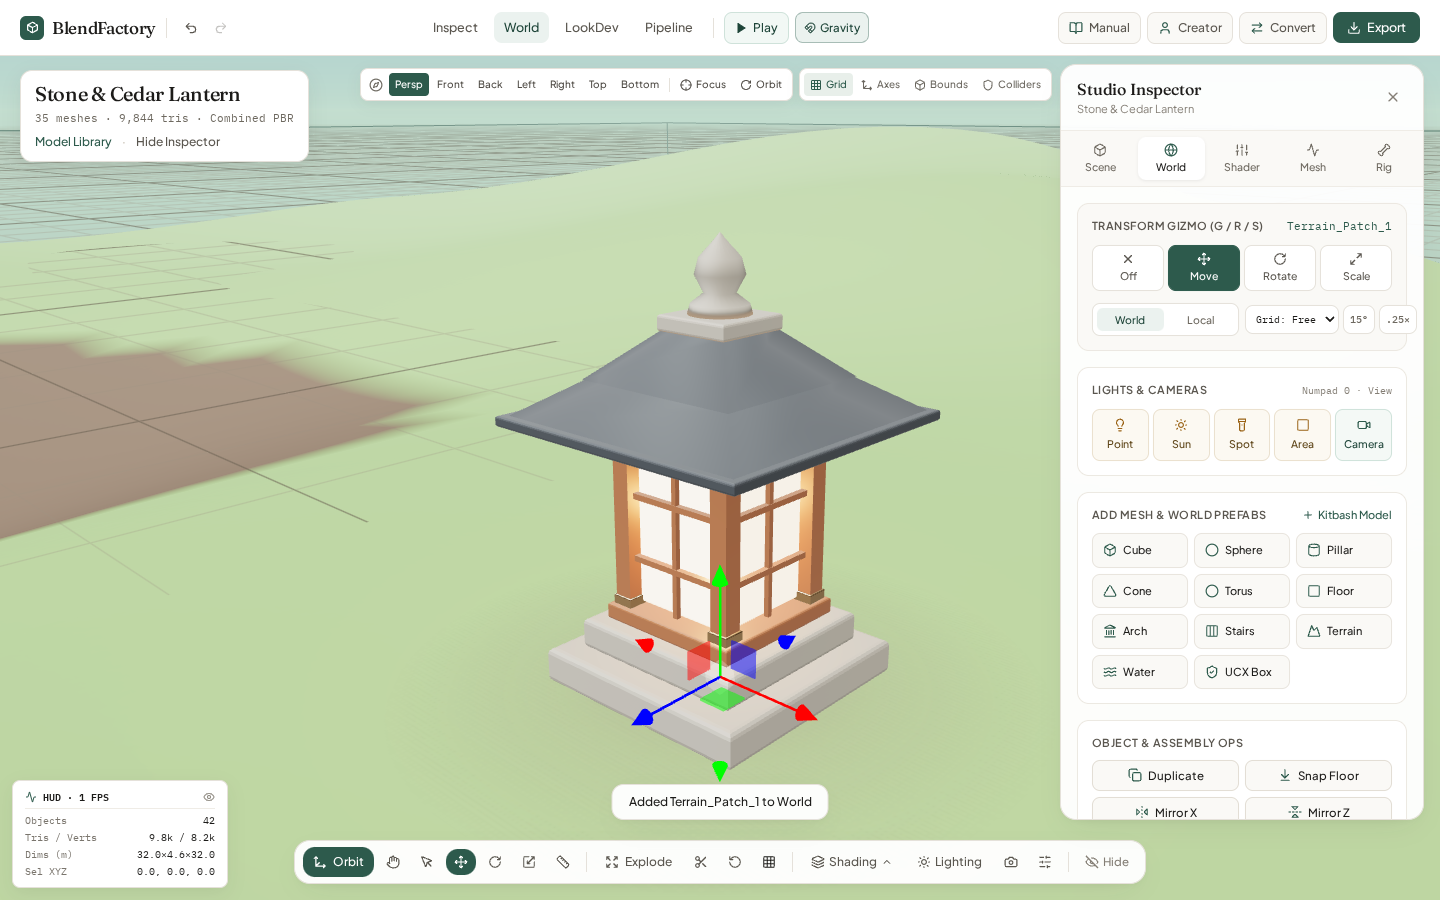 BlendFactory
Inspect World LookDev Pipeline Play Gravity
Manual Creator Convert Export
Stone & Cedar Lantern
35 meshes · 9,844 tris · Combined PBR
Model Library · Hide Inspector
Persp Front Back Left Right Top Bottom Focus Orbit
Grid Axes Bounds Colliders
Studio Inspector
Stone & Cedar Lantern
Scene World Shader Mesh Rig
TRANSFORM GIZMO (G / R / S) Terrain_Patch_1
Off Move Rotate Scale
World Local Grid: Free 15° .25×
LIGHTS & CAMERAS Numpad 0 · View
Point Sun Spot Area Camera
ADD MESH & WORLD PREFABS + Kitbash Model
Cube Sphere Pillar
Cone Torus Floor
Arch Stairs Terrain
Water UCX Box
OBJECT & ASSEMBLY OPS
Duplicate Snap Floor
Mirror X Mirror Z
HUD · 1 FPS
Objects 42
Tris / Verts 9.8k / 8.2k
Dims (m) 32.0×4.6×32.0
Sel XYZ 0.0, 0.0, 0.0
Added Terrain_Patch_1 to World
Orbit Explode Shading Lighting Hide